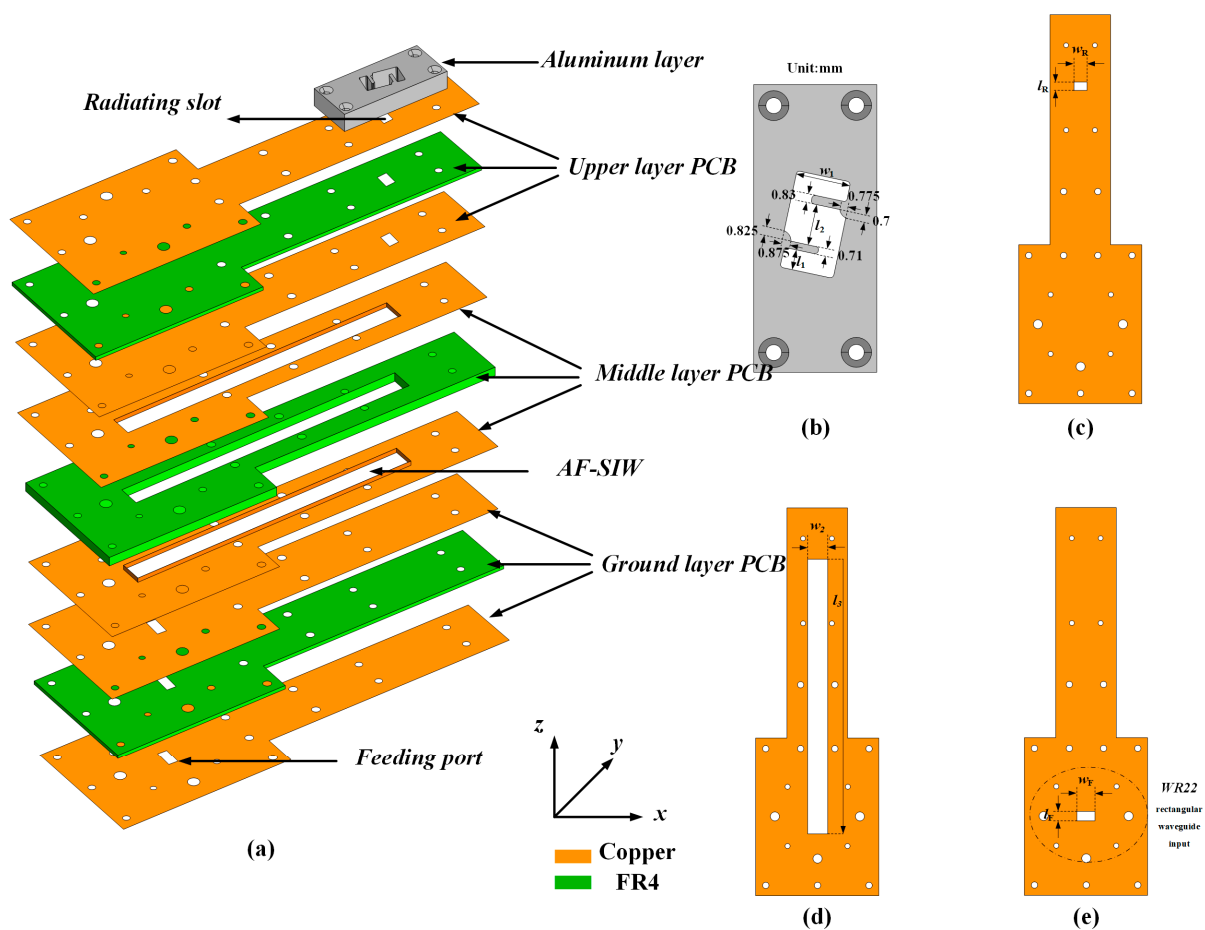 Aluminum layer
Radiating slot
Upper layer PCB
Middle layer PCB
AF-SIW
Ground layer PCB
Feeding port
z
y
x
Copper
FR4
(a)
Unit:mm
w1
0.83
0.775
0.7
l2
0.825
0.875
l1
0.71
(b)
wR
lR
(c)
w2
l3
(d)
wF
lF
WR22
rectangular
waveguide
input
(e)